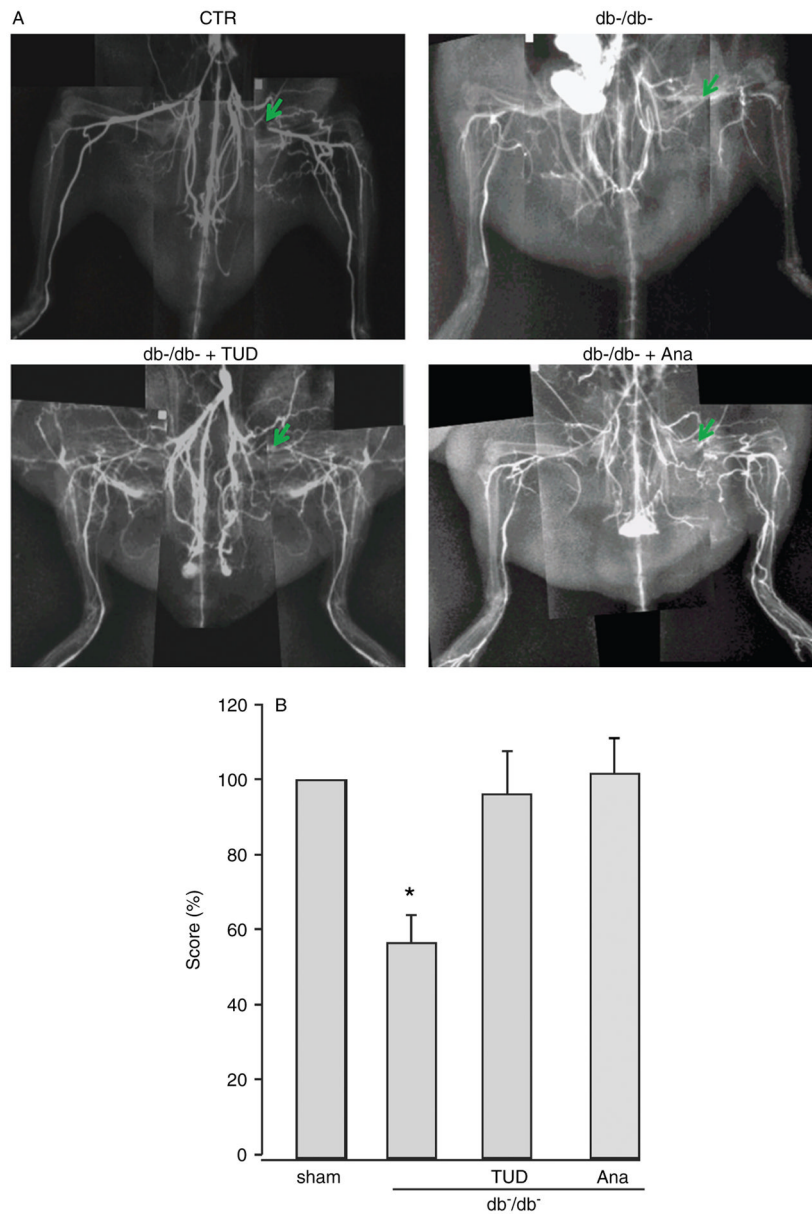 A
CTR
db-/db-
db-/db- + TUD
db-/db- + Ana
B
120
100
80
60
40
20
0
Score (%)
*
sham
TUD
Ana
db⁻/db⁻